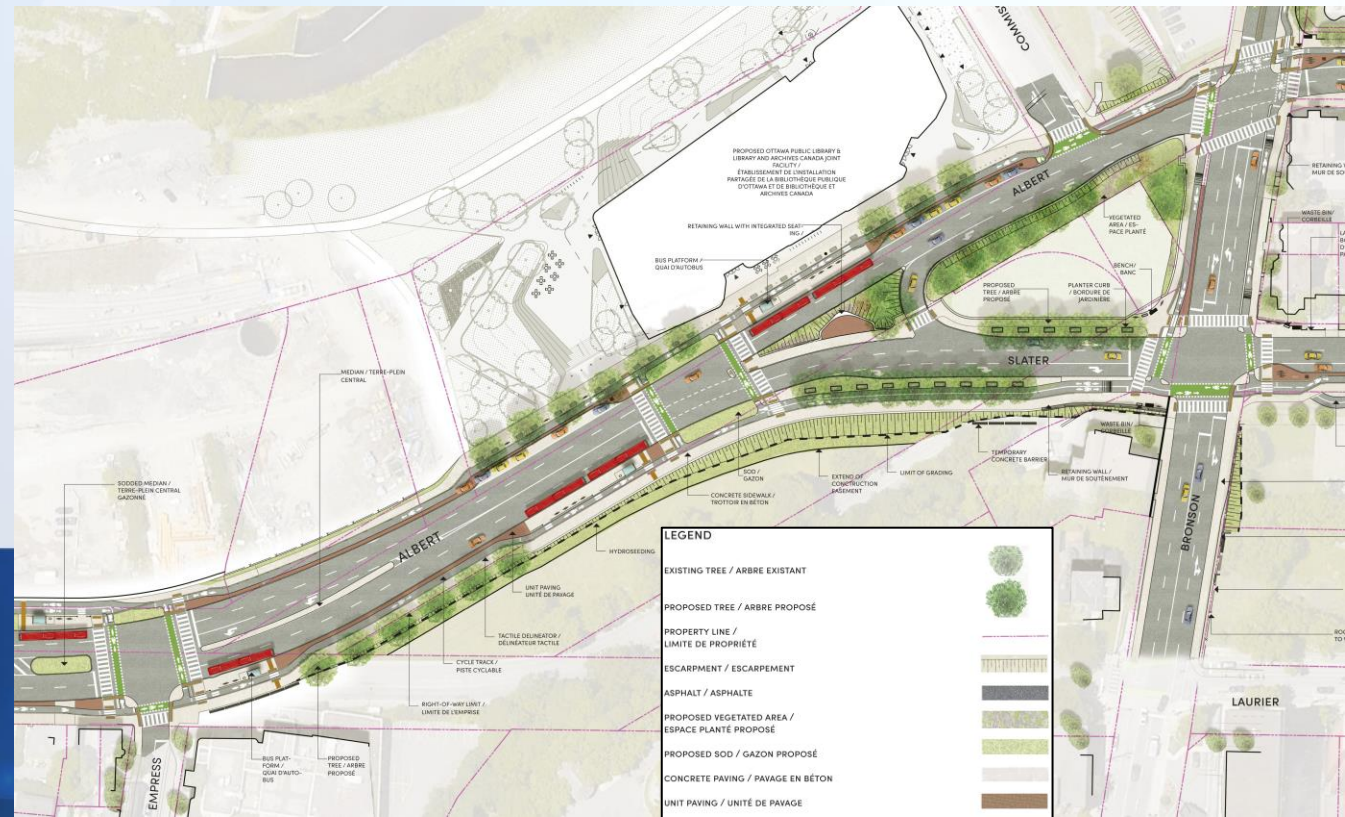 COMMIS
PROPOSED OTTAWA PUBLIC LIBRARY &
LIBRARY AND ARCHIVES CANADA JOINT
FACILITY /
ÉTABLISSEMENT DE L'INSTALLATION
PARTAGÉE DE LA BIBLIOTHÈQUE PUBLIQUE
D'OTTAWA ET DE BIBLIOTHÈQUE ET
ARCHIVES CANADA
ALBERT
RETAINING WALL WITH INTEGRATED SEAT-
ING /
BUS PLATFORM /
QUAI D'AUTOBUS
VEGETATED
AREA / ES-
PACE PLANTÉ
BENCH/
BANC
PROPOSED
TREE / ARBRE
PROPOSÉ
PLANTER CURB
/ BORDURE DE
JARDINIÈRE
RETAINING
MUR DE SOU
WASTE BIN/
CORBEILLE
SLATER
MEDIAN / TERRE-PLEIN
CENTRAL
SODDED MEDIAN /
TERRE-PLEIN CENTRAL
GAZONNÉ
SOD /
GAZON
CONCRETE SIDEWALK /
TROTTOIR EN BÉTON
EXTEND OF
CONSTRUCTION
EASEMENT
LIMIT OF GRADING
TEMPORARY
CONCRETE BARRIER
RETAINING WALL /
MUR DE SOUTÈNEMENT
WASTE BIN/
CORBEILLE
BRONSON
ALBERT
HYDROSEEDING
UNIT PAVING
UNITÉ DE PAVAGE
TACTILE DELINEATOR /
DÉLINÉATEUR TACTILE
CYCLE TRACK /
PISTE CYCLABLE
RIGHT-OF-WAY LIMIT /
LIMITE DE L'EMPRISE
BUS PLAT-
FORM /
QUAI D'AUTO-
BUS
PROPOSED
TREE / ARBRE
PROPOSÉ
EMPRESS
LAURIER
LEGEND
EXISTING TREE / ARBRE EXISTANT
PROPOSED TREE / ARBRE PROPOSÉ
PROPERTY LINE /
LIMITE DE PROPRIÉTÉ
ESCARPMENT / ESCARPEMENT
ASPHALT / ASPHALTE
PROPOSED VEGETATED AREA /
ESPACE PLANTÉ PROPOSÉ
PROPOSED SOD / GAZON PROPOSÉ
CONCRETE PAVING / PAVAGE EN BÉTON
UNIT PAVING / UNITÉ DE PAVAGE